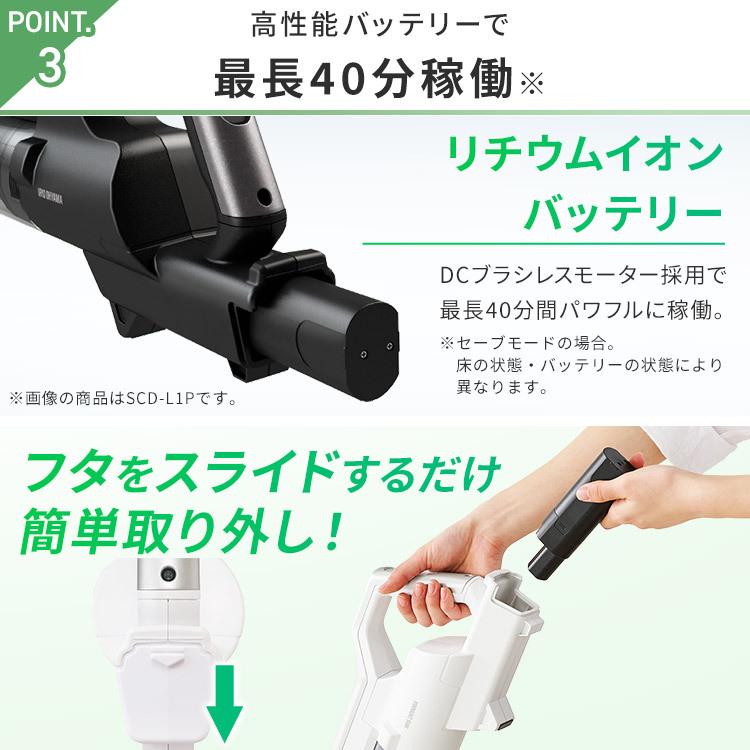 POINT.
3
高性能バッテリーで
最長40分稼働※
IRIS OHYAMA
リチウムイオン
バッテリー
DCブラシレスモーター採用で
最長40分間パワフルに稼働。
※セーブモードの場合。
床の状態・バッテリーの状態により
異なります。
※画像の商品はSCD-L1Pです。
フタをスライドするだけ
簡単取り外し！